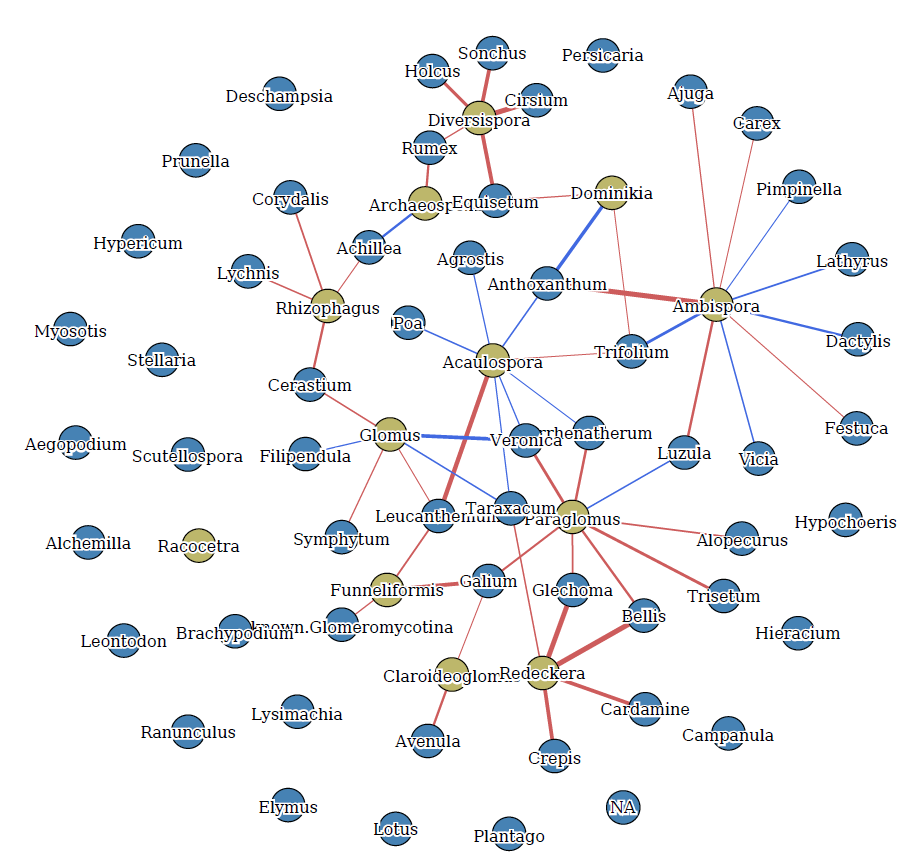 Sonchus
Persicaria
Holcus
Deschampsia
Cirsium
Ajuga
Diversispora
Carex
Rumex
Prunella
Pimpinella
Dominikia
Corydalis
Equisetum
Hypericum
Achillea
Agrostis
Lathyrus
Lychnis
Anthoxanthum
Rhizophagus
Ambispora
Poa
Myosotis
Dactylis
Stellaria
Acaulospora
Trifolium
Cerastium
Festuca
Glomus
Veronica
Aegopodium
Scutellospora
Filipendula
Luzula
Vicia
Taraxacum
Paraglomus
Hypochoeris
Symphytum
Alchemilla
Racocetra
Alopecurus
Galium
Funneliformis
Glechoma
Trisetum
Bellis
Leontodon
Brachypodium
Glomeromycotina
Hieracium
Redeckera
Lysimachia
Cardamine
Ranunculus
Avenula
Campanula
Crepis
Elymus
NA
Lotus
Plantago